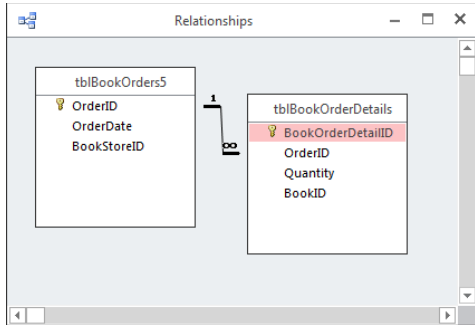 Relationships
tblBookOrders5
OrderID
OrderDate
BookStoreID
1
∞
tblBookOrderDetails
BookOrderDetailID
OrderID
Quantity
BookID